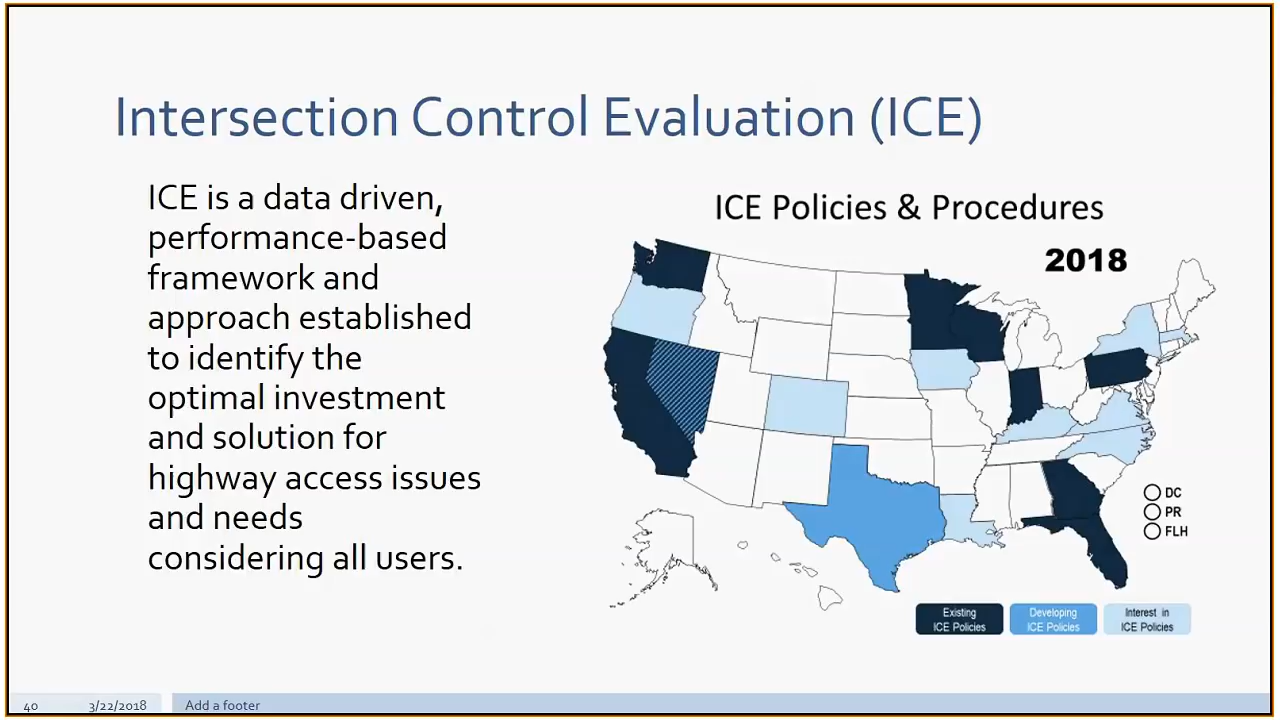 Intersection Control Evaluation (ICE)
ICE is a data driven,
performance-based
framework and
approach established
to identify the
optimal investment
and solution for
highway access issues
and needs
considering all users.
ICE Policies & Procedures
2018
DC
PR
FLH
Existing
ICE Policies
Developing
ICE Policies
Interest in
ICE Policies
40
3/22/2018
Add a footer